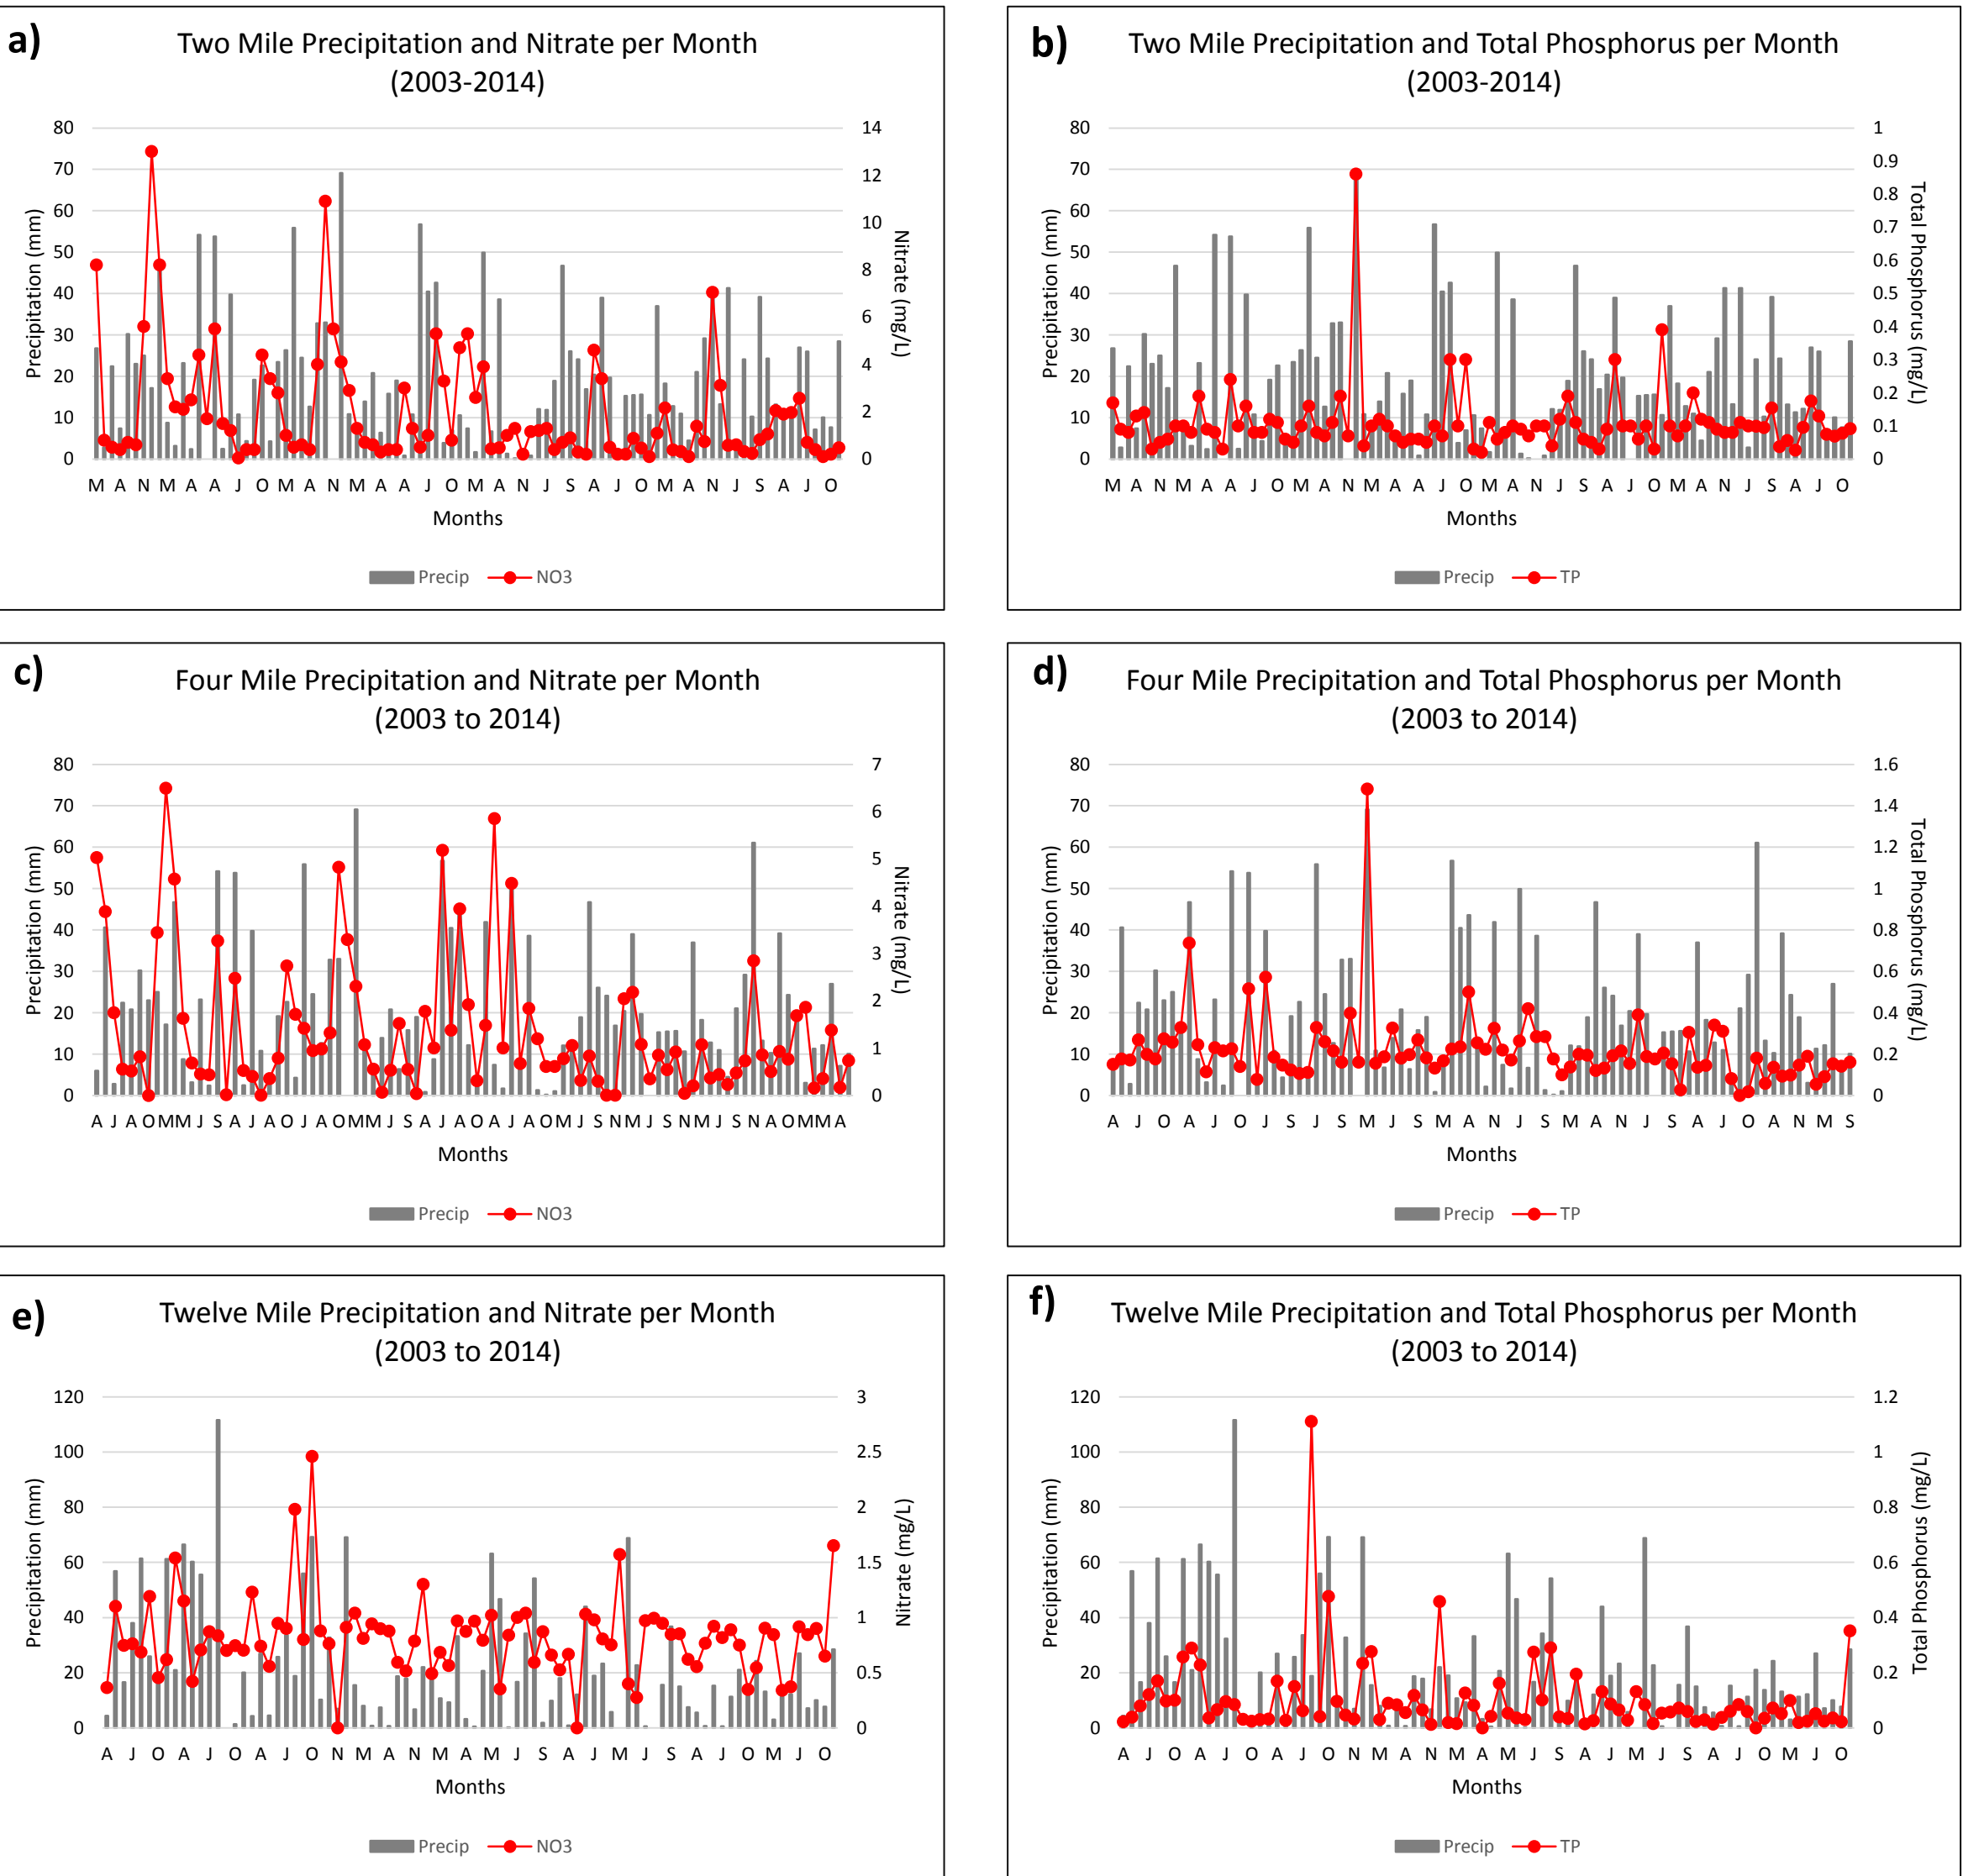 a)
Two Mile Precipitation and Nitrate per Month
(2003-2014)
80 70 60 50 40 30 20 10 0
Precipitation (mm)
14 12 10 8 6 4 2 0
Nitrate (mg/L)
M A N M A A J O M A N M A A J O M A N J S A J O M A N J S A J O
Months
Precip NO3
b)
Two Mile Precipitation and Total Phosphorus per Month
(2003-2014)
80 70 60 50 40 30 20 10 0
Precipitation (mm)
1 0.9 0.8 0.7 0.6 0.5 0.4 0.3 0.2 0.1 0
Total Phosphorus (mg/L)
M A N M A A J O M A N M A A J O M A N J S A J O M A N J S A J O
Months
Precip TP
c)
Four Mile Precipitation and Nitrate per Month
(2003 to 2014)
80 70 60 50 40 30 20 10 0
Precipitation (mm)
7 6 5 4 3 2 1 0
Nitrate (mg/L)
A J A O M M J S A J A O J A O M M J S A J A O M A J A O M J S N M J S N M J S N A O M M A
Months
Precip NO3
d)
Four Mile Precipitation and Total Phosphorus per Month
(2003 to 2014)
80 70 60 50 40 30 20 10 0
Precipitation (mm)
1.6 1.4 1.2 1 0.8 0.6 0.4 0.2 0
Total Phosphorus (mg/L)
A J O A J O J S J S M J S M A N J S M A N J S A J O A N M S
Months
Precip TP
e)
Twelve Mile Precipitation and Nitrate per Month
(2003 to 2014)
120 100 80 60 40 20 0
Precipitation (mm)
3 2.5 2 1.5 1 0.5 0
Nitrate (mg/L)
A J O A J O A J O N M A N M A M J S A J M J S A J O M J O
Months
Precip NO3
f)
Twelve Mile Precipitation and Total Phosphorus per Month
(2003 to 2014)
120 100 80 60 40 20 0
Precipitation (mm)
1.2 1 0.8 0.6 0.4 0.2 0
Total Phosphorus (mg/L)
A J O A J O A J O N M A N M A M J S A J M J S A J O M J O
Months
Precip TP